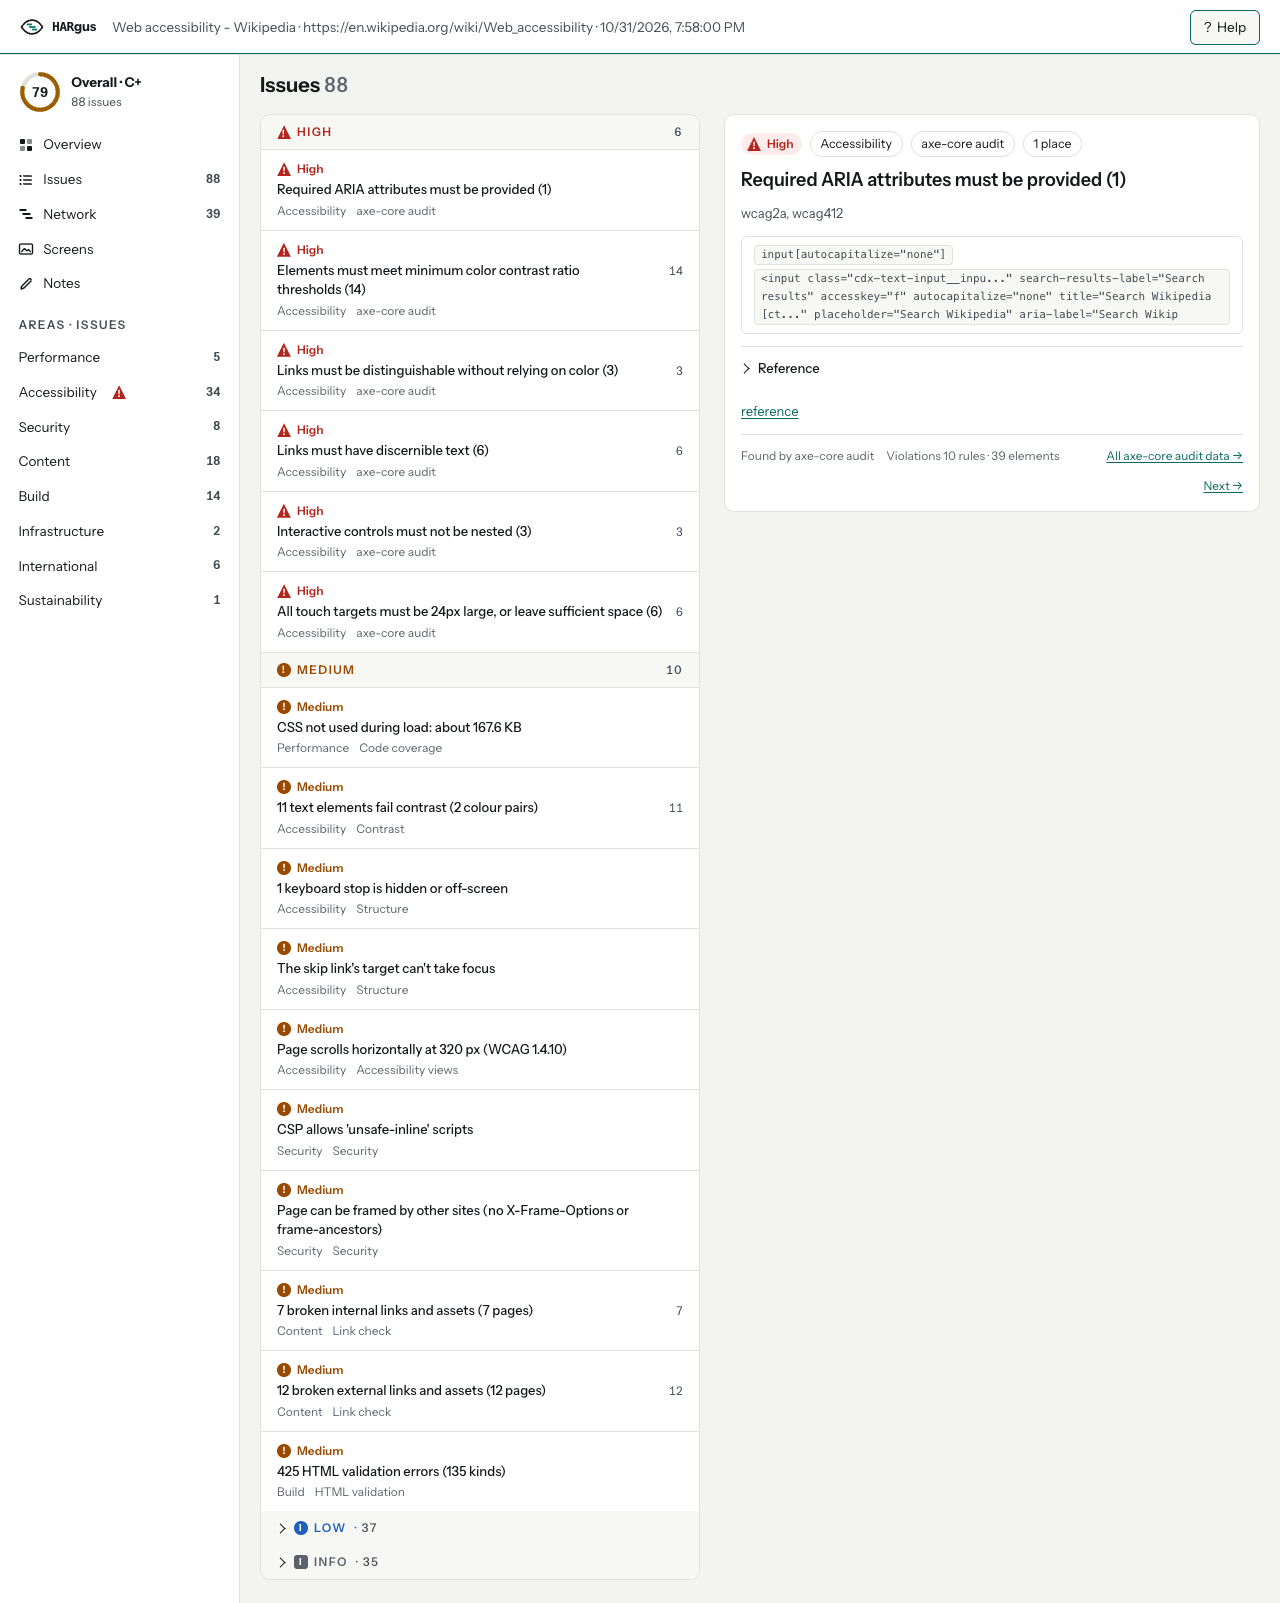 HARgus Web accessibility - Wikipedia · https://en.wikipedia.org/wiki/Web_accessibility · 10/31/2026, 7:58:00 PM ? Help
79 Overall · C+
88 issues
Overview
Issues 88
Network 39
Screens
Notes
AREAS · ISSUES
Performance 5
Accessibility 34
Security 8
Content 18
Build 14
Infrastructure 2
International 6
Sustainability 1
Issues 88
HIGH 6
High
Required ARIA attributes must be provided (1)
Accessibility axe-core audit
High
Elements must meet minimum color contrast ratio 14
thresholds (14)
Accessibility axe-core audit
High
Links must be distinguishable without relying on color (3) 3
Accessibility axe-core audit
High
Links must have discernible text (6) 6
Accessibility axe-core audit
High
Interactive controls must not be nested (3) 3
Accessibility axe-core audit
High
All touch targets must be 24px large, or leave sufficient space (6) 6
Accessibility axe-core audit
MEDIUM 10
Medium
CSS not used during load: about 167.6 KB
Performance Code coverage
Medium
11 text elements fail contrast (2 colour pairs) 11
Accessibility Contrast
Medium
1 keyboard stop is hidden or off-screen
Accessibility Structure
Medium
The skip link's target can't take focus
Accessibility Structure
Medium
Page scrolls horizontally at 320 px (WCAG 1.4.10)
Accessibility Accessibility views
Medium
CSP allows 'unsafe-inline' scripts
Security Security
Medium
Page can be framed by other sites (no X-Frame-Options or
frame-ancestors)
Security Security
Medium
7 broken internal links and assets (7 pages) 7
Content Link check
Medium
12 broken external links and assets (12 pages) 12
Content Link check
Medium
425 HTML validation errors (135 kinds)
Build HTML validation
LOW · 37
INFO · 35
High Accessibility axe-core audit 1 place
Required ARIA attributes must be provided (1)
wcag2a, wcag412
input[autocapitalize="none"]
<input class="cdx-text-input__inpu..." search-results-label="Search
results" accesskey="f" autocapitalize="none" title="Search Wikipedia
[ct..." placeholder="Search Wikipedia" aria-label="Search Wikip
Reference
reference
Found by axe-core audit Violations 10 rules · 39 elements All axe-core audit data →
Next →